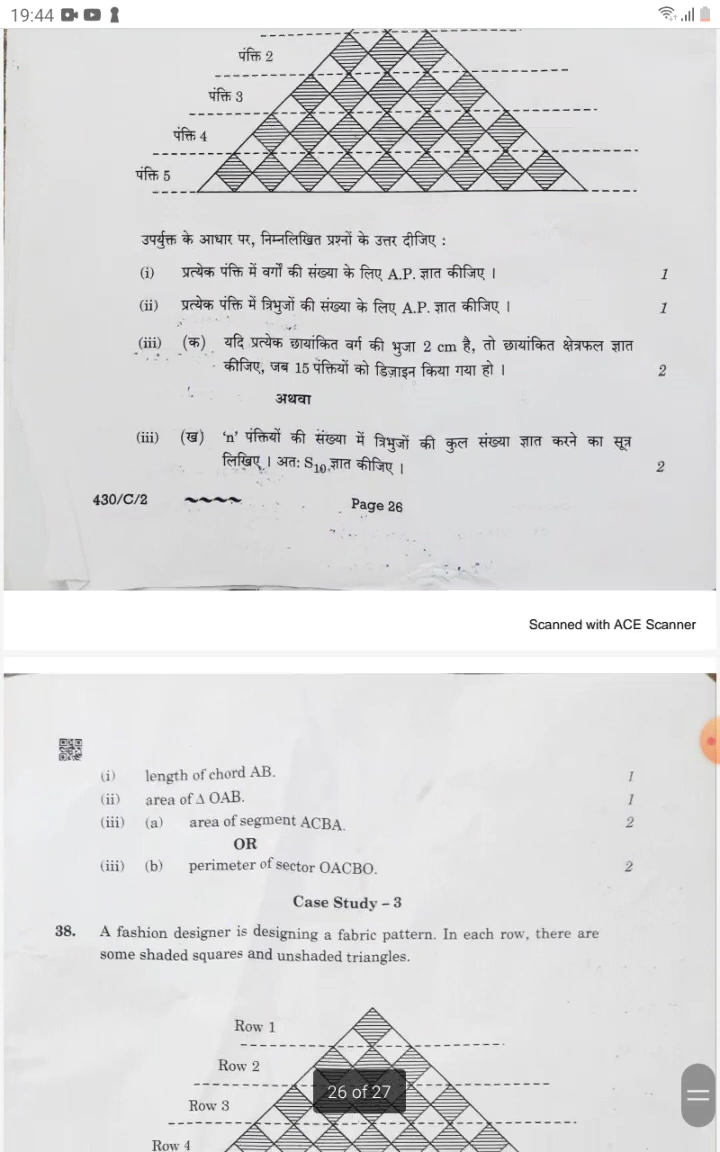 19:44
पंक्ति 2
पंक्ति 3
पंक्ति 4
पंक्ति 5
उपर्युक्त के आधार पर, निम्नलिखित प्रश्नों के उत्तर दीजिए :
(i) प्रत्येक पंक्ति में वर्गों की संख्या के लिए A.P. ज्ञात कीजिए । 1
(ii) प्रत्येक पंक्ति में त्रिभुजों की संख्या के लिए A.P. ज्ञात कीजिए । 1
(iii) (क) यदि प्रत्येक छायांकित वर्ग की भुजा 2 cm है, तो छायांकित क्षेत्रफल ज्ञात
कीजिए, जब 15 पंक्तियों को डिज़ाइन किया गया हो । 2
अथवा
(iii) (ख) ‘n’ पंक्तियों की संख्या में त्रिभुजों की कुल संख्या ज्ञात करने का सूत्र
लिखिए । अतः S₁₀ ज्ञात कीजिए । 2
430/C/2 Page 26
Scanned with ACE Scanner
(i) length of chord AB. 1
(ii) area of Δ OAB. 1
(iii) (a) area of segment ACBA. 2
OR
(iii) (b) perimeter of sector OACBO. 2
Case Study – 3
38. A fashion designer is designing a fabric pattern. In each row, there are
some shaded squares and unshaded triangles.
Row 1
Row 2
26 of 27
Row 3
Row 4